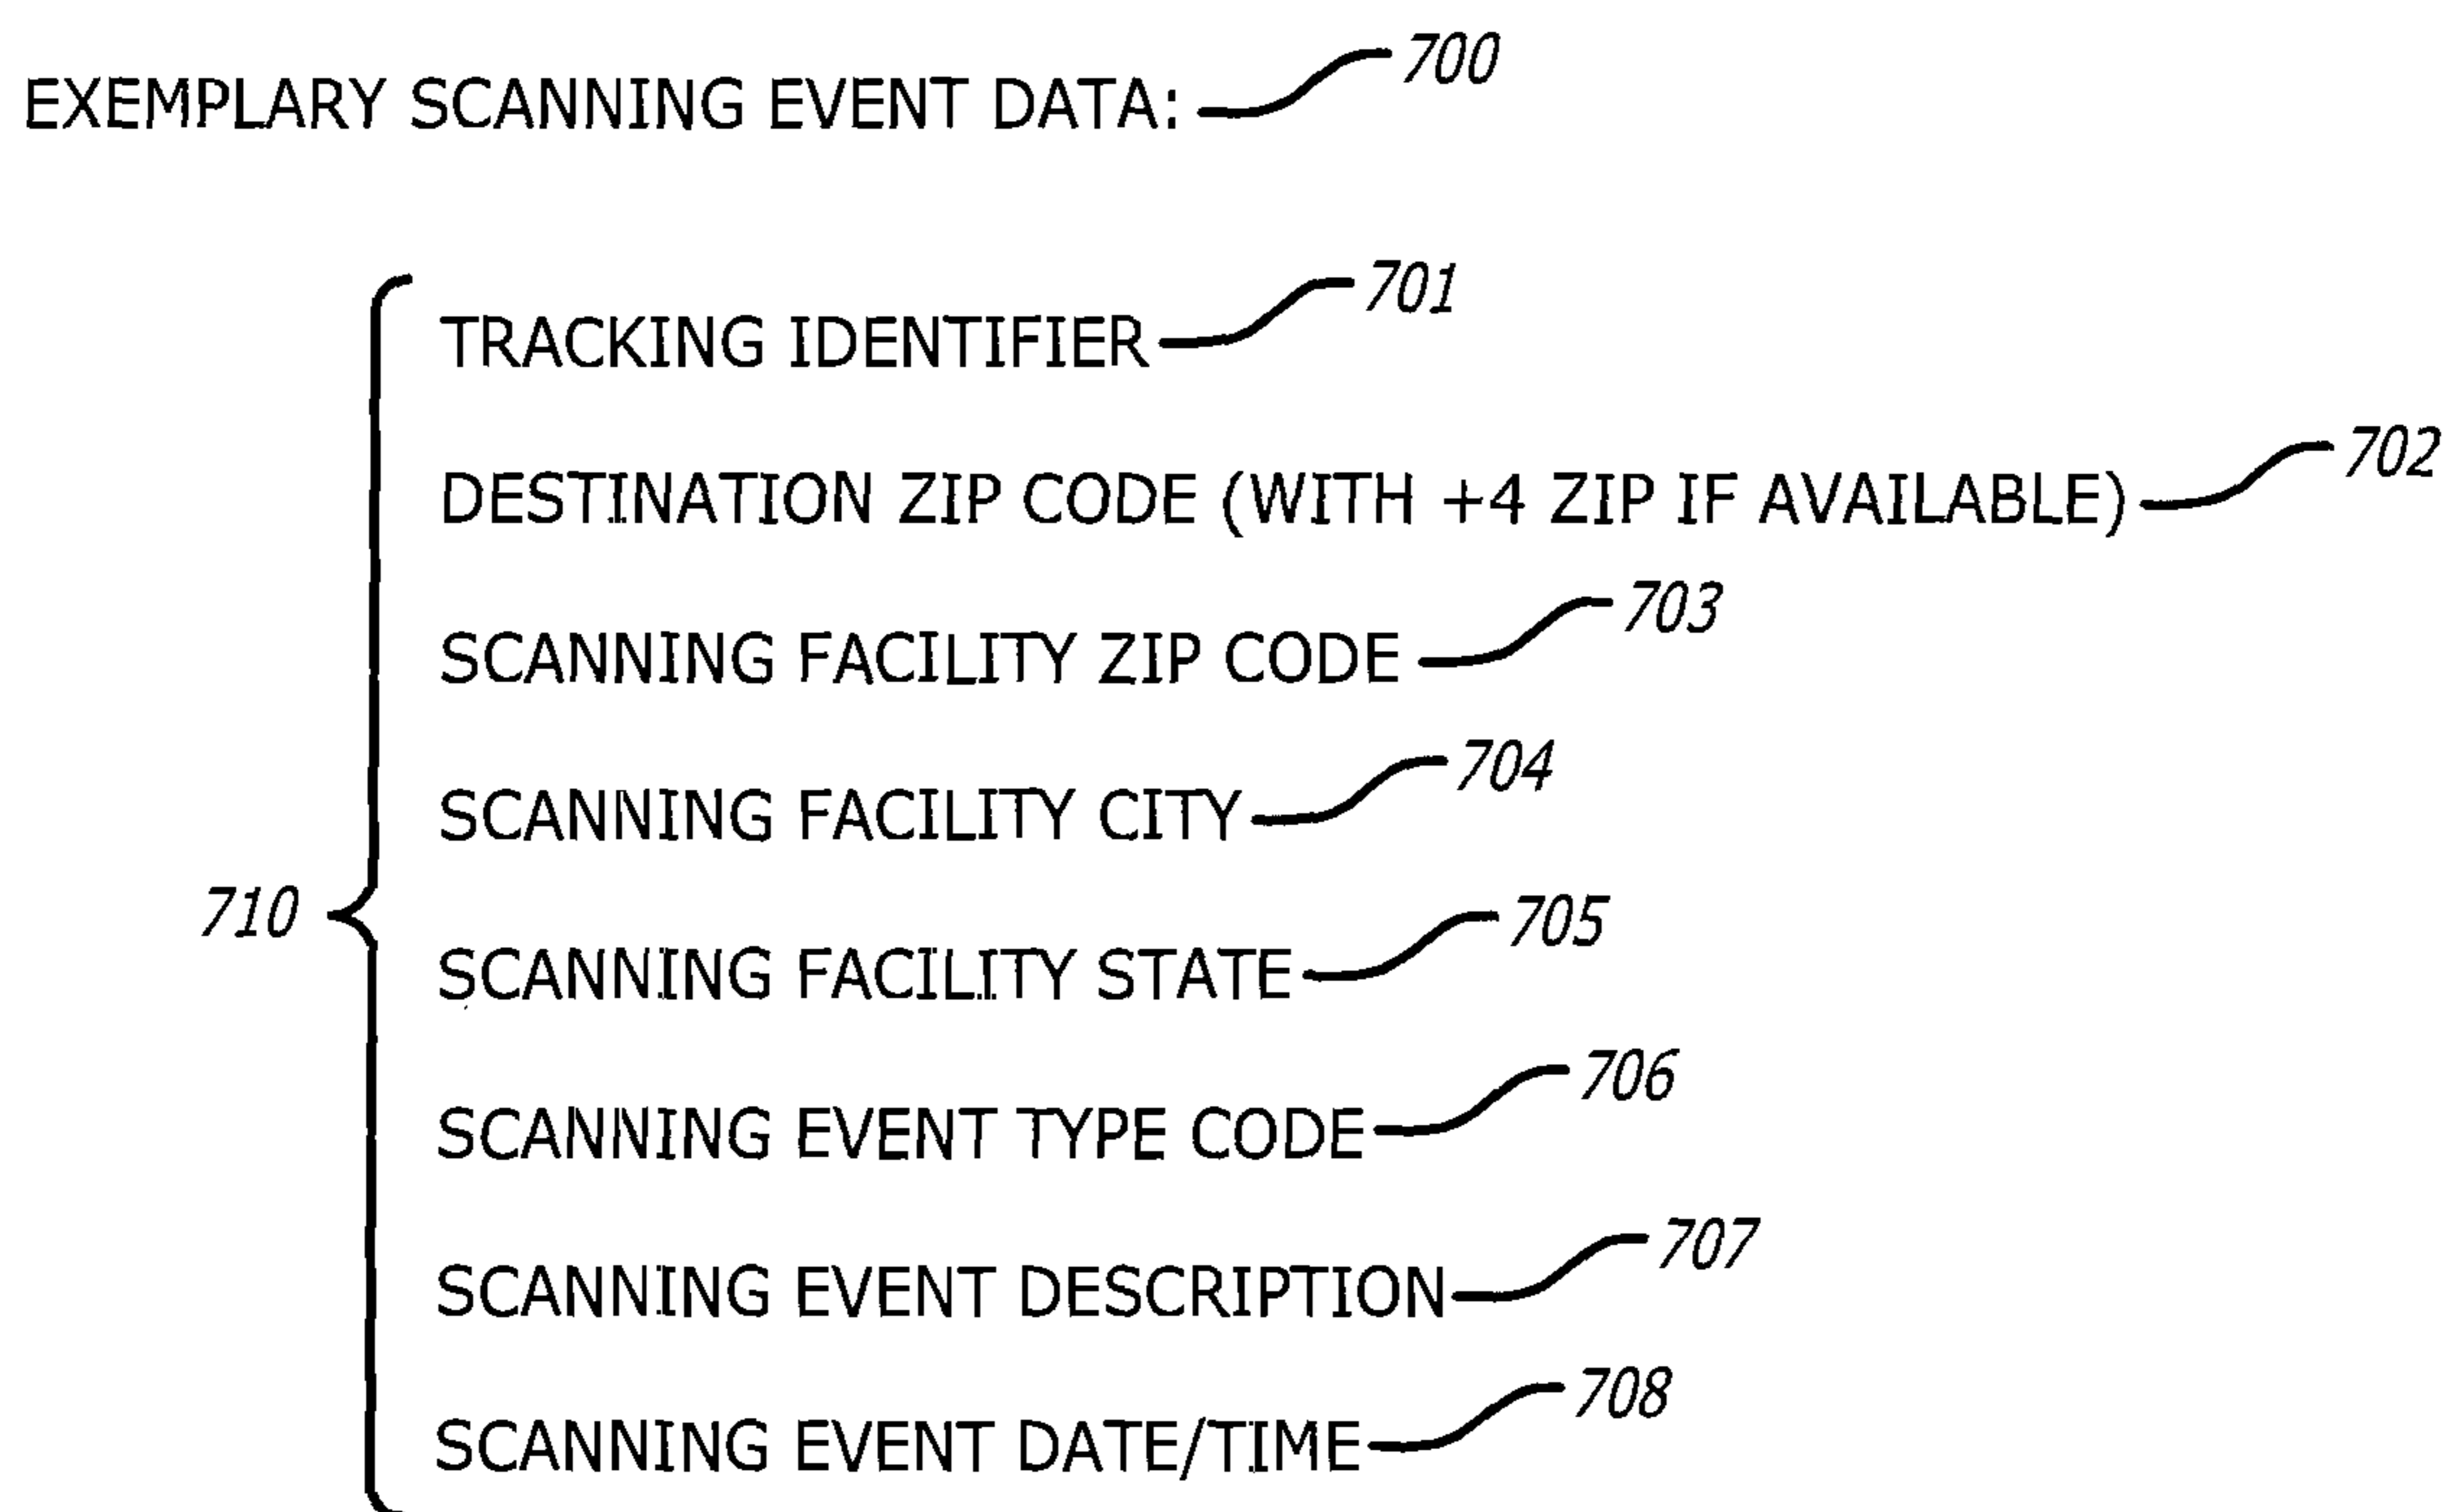 EXEMPLARY SCANNING EVENT DATA: 700
TRACKING IDENTIFIER 701
DESTINATION ZIP CODE (WITH +4 ZIP IF AVAILABLE) 702
SCANNING FACILITY ZIP CODE 703
SCANNING FACILITY CITY 704
710
SCANNING FACILITY STATE 705
SCANNING EVENT TYPE CODE 706
SCANNING EVENT DESCRIPTION 707
SCANNING EVENT DATE/TIME 708